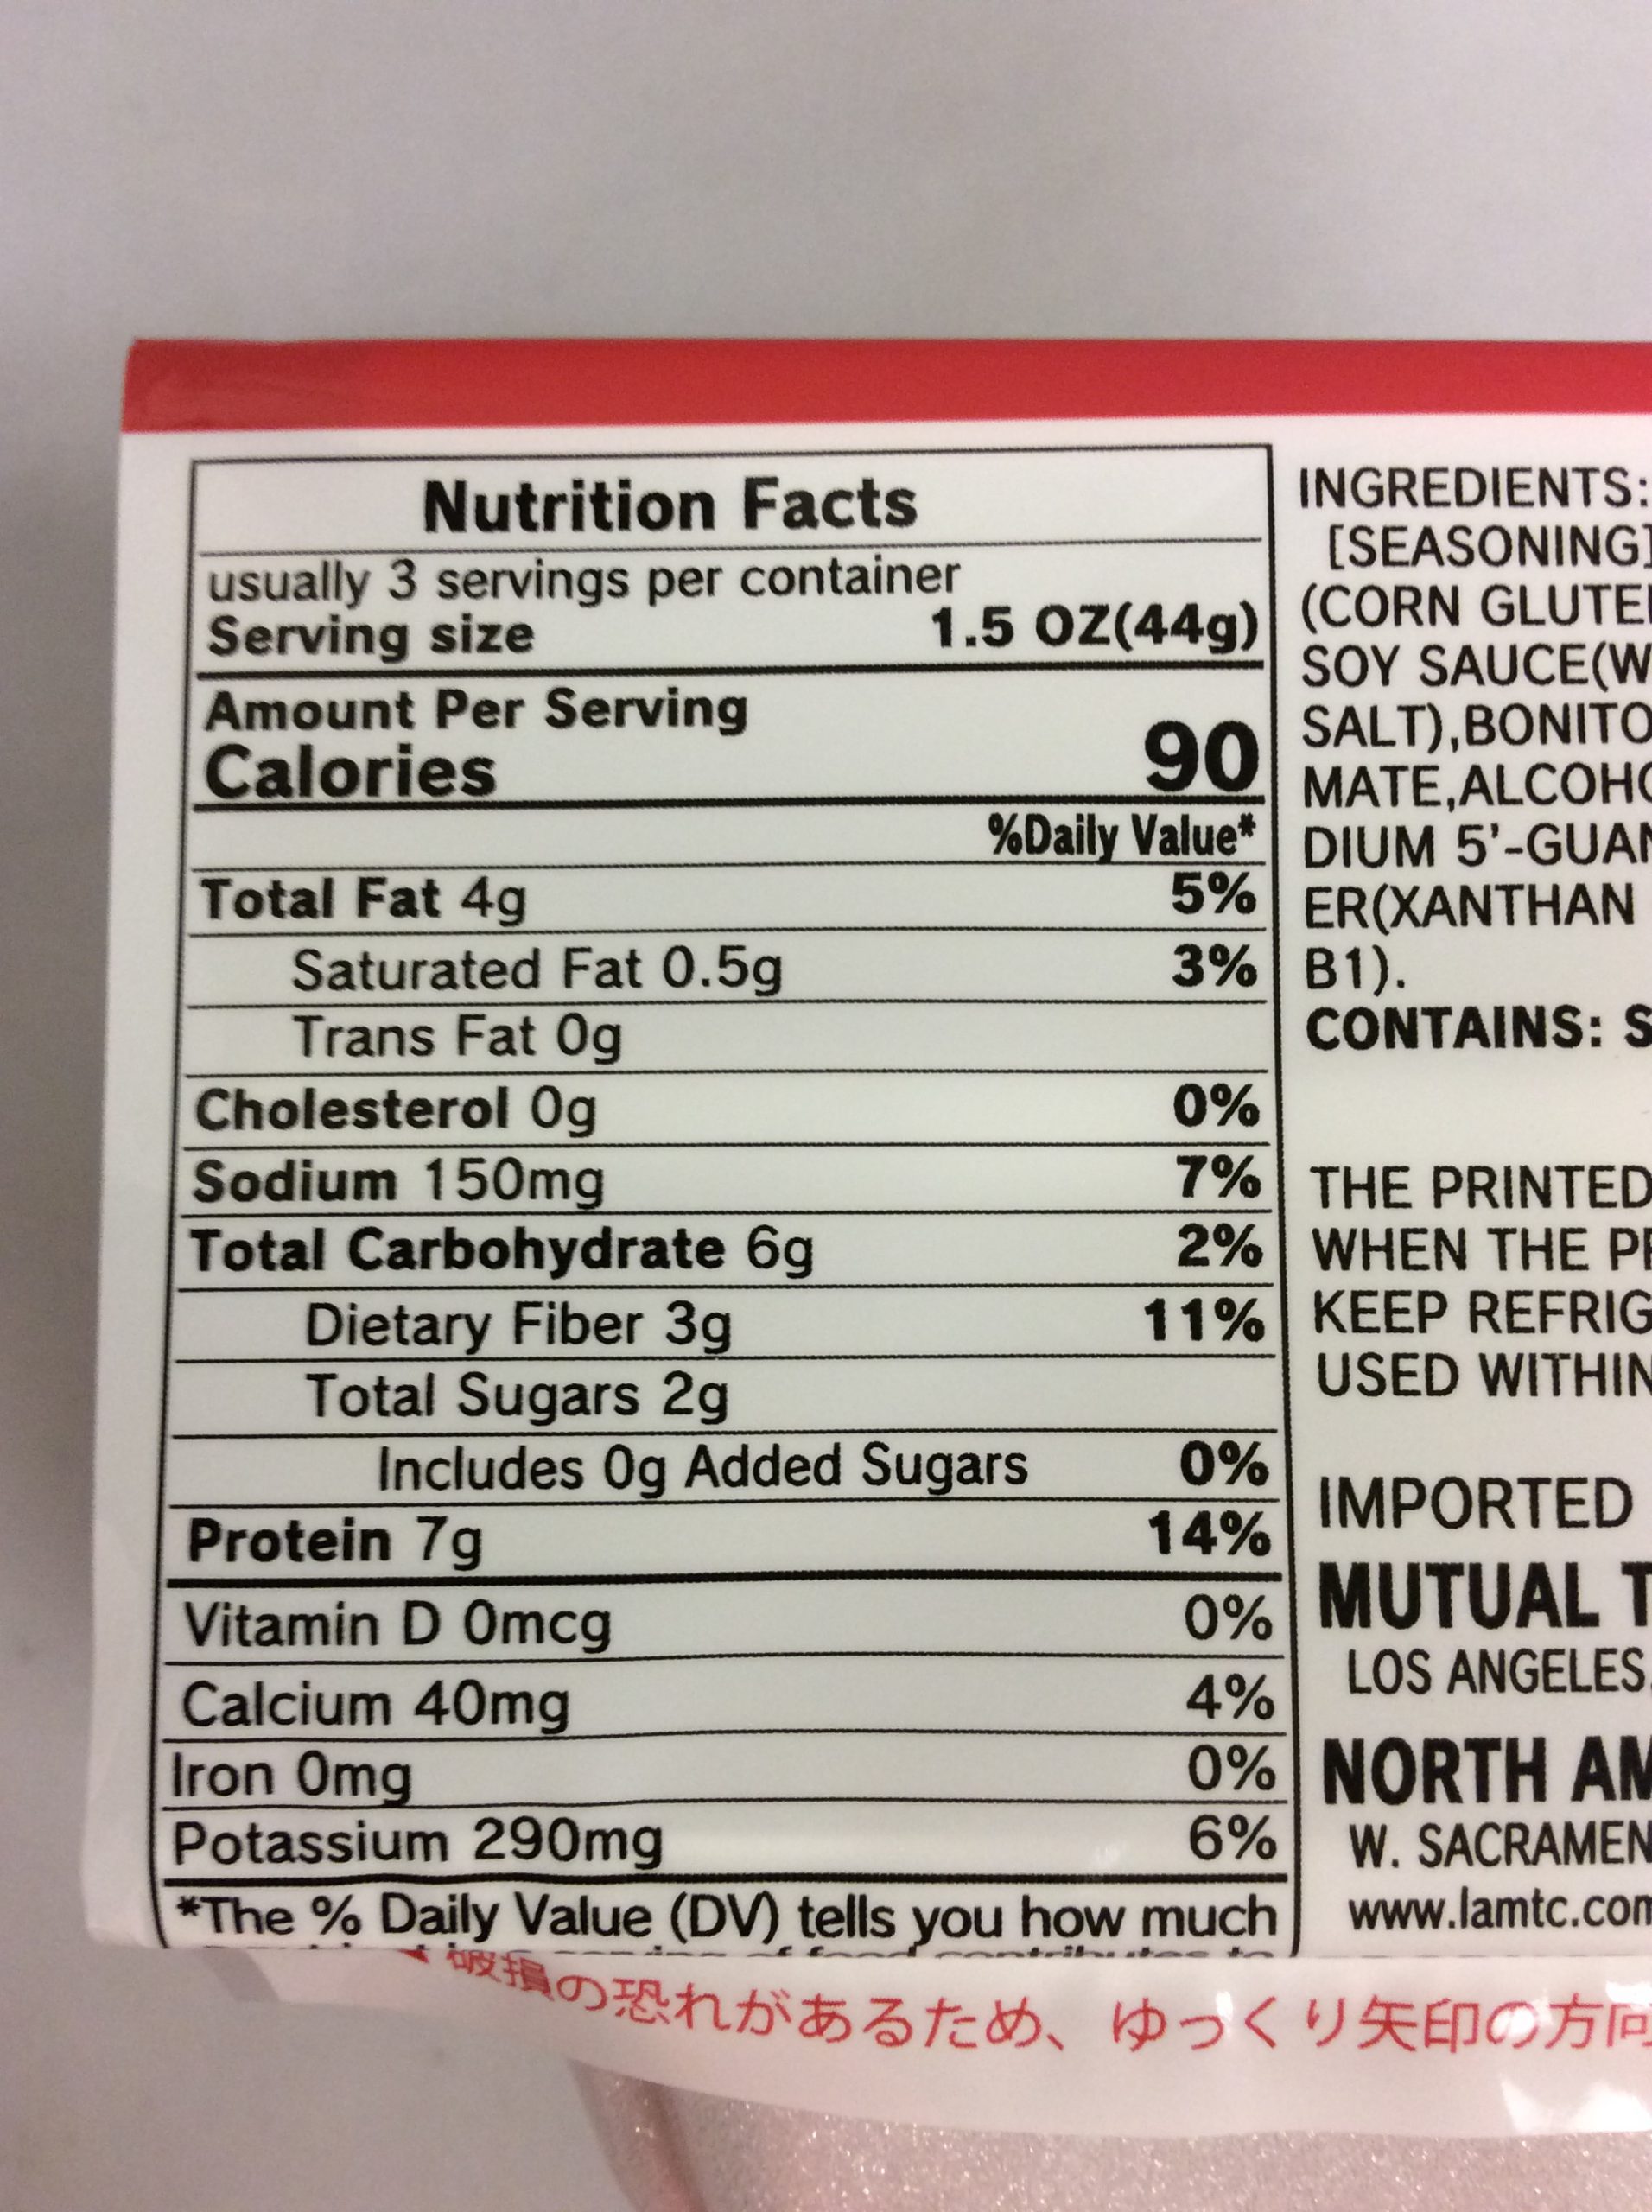 Nutrition Facts
usually 3 servings per container
Serving size 1.5 OZ(44g)
Amount Per Serving
Calories 90
%Daily Value*
Total Fat 4g 5%
Saturated Fat 0.5g 3%
Trans Fat 0g
Cholesterol 0g 0%
Sodium 150mg 7%
Total Carbohydrate 6g 2%
Dietary Fiber 3g 11%
Total Sugars 2g
Includes 0g Added Sugars 0%
Protein 7g 14%
Vitamin D 0mcg 0%
Calcium 40mg 4%
Iron 0mg 0%
Potassium 290mg 6%
*The % Daily Value (DV) tells you how much
INGREDIENTS:
[SEASONING]
(CORN
SOY SAUCE(W
SALT),BONITO
MATE,ALCOHO
DIUM 5'-GUAN
ER(XANTHAN
B1).
CONTAINS: S
THE PRINTED
WHEN THE
KEEP REFRIG
USED WITHIN
IMPORTED
MUTUAL T
LOS ANGELES,
NORTH AM
W. SACRAMEN
www.lamtc.com
破損の恐れがあるため、ゆっくり矢印の方向